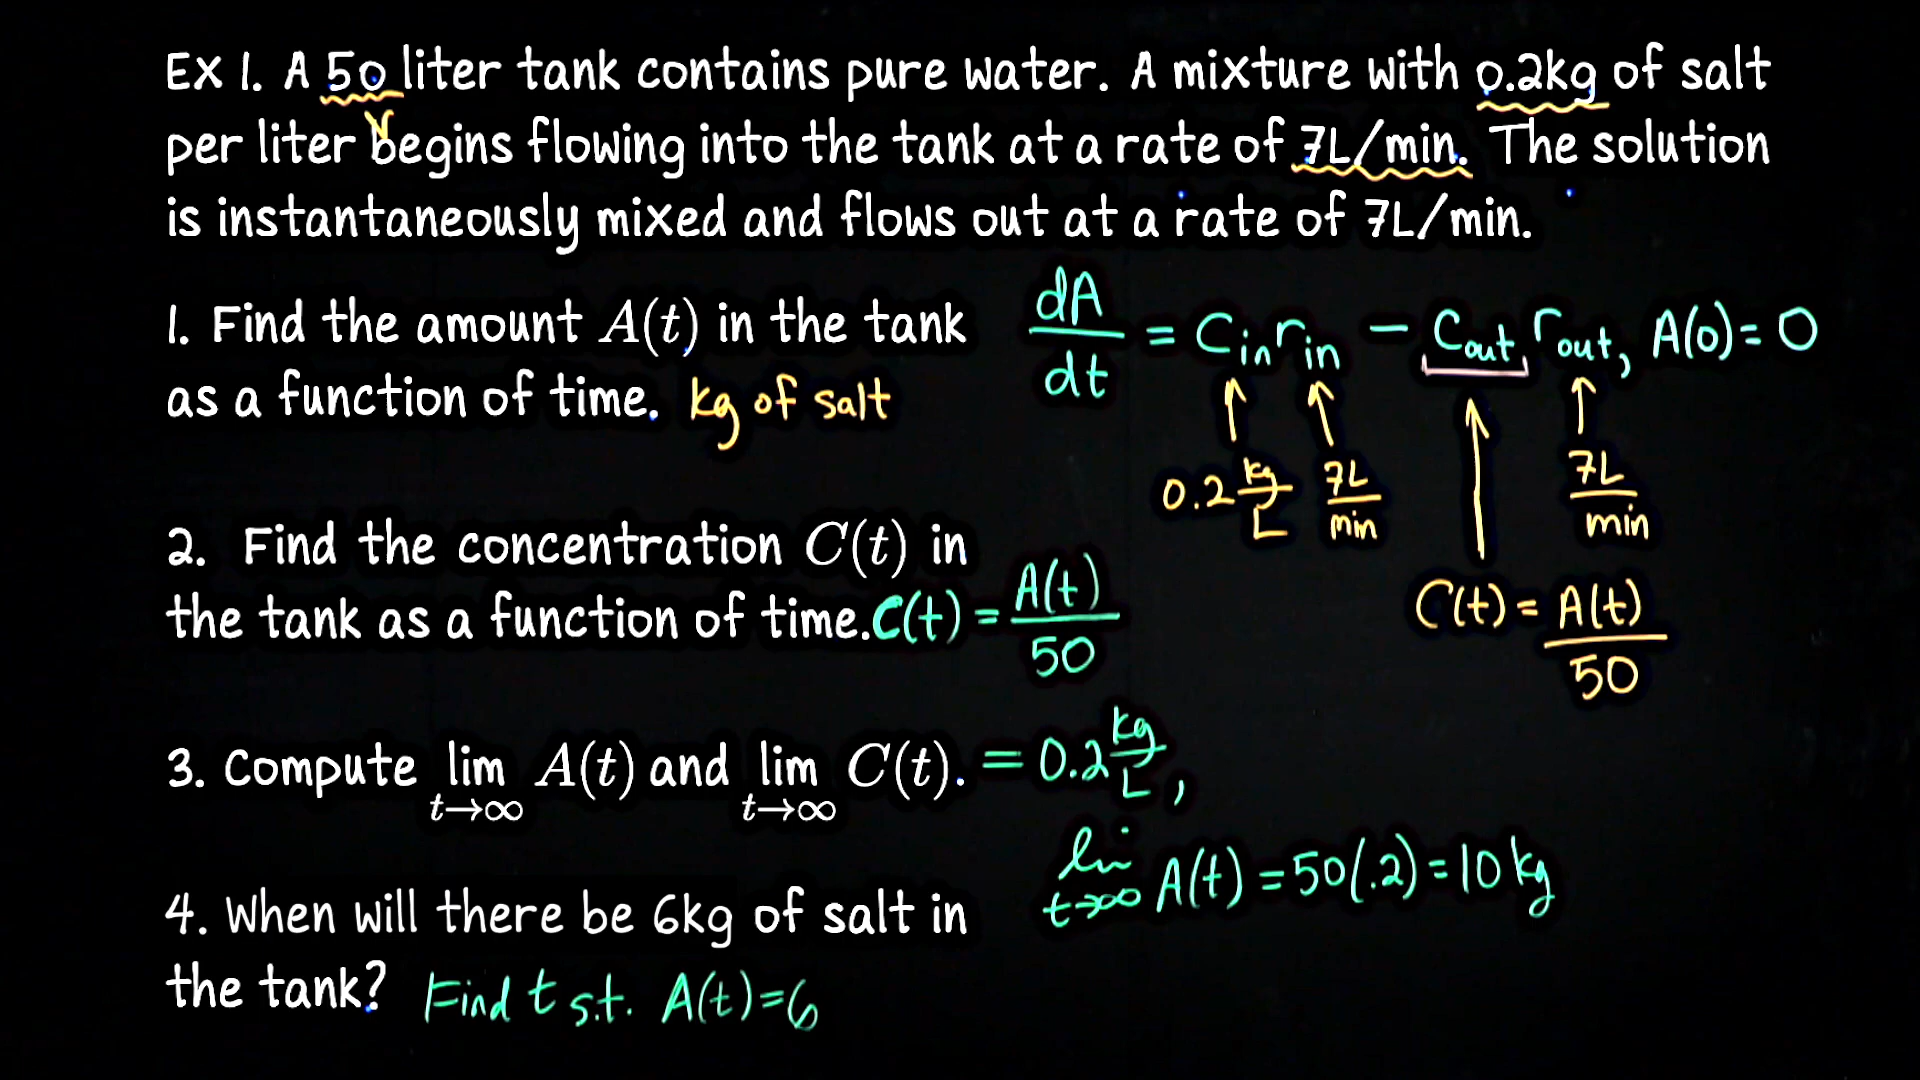 Ex 1. A 50 liter tank contains pure water. A mixture with 0.2kg of salt
per liter begins flowing into the tank at a rate of 7L/min. The solution
is instantaneously mixed and flows out at a rate of 7L/min.
1. Find the amount A(t) in the tank
as a function of time. kg of salt
dA/dt = C_in r_in − C_out r_out, A(0) = 0
0.2 kg/L 7L/min 7L/min
C(t) = A(t)/50
2. Find the concentration C(t) in
the tank as a function of time. C(t) = A(t)/50
3. Compute lim t→∞ A(t) and lim t→∞ C(t). = 0.2 kg/L,
lim t→∞ A(t) = 50(.2) = 10 kg
4. When will there be 6kg of salt in
the tank? Find t s.t. A(t)=6